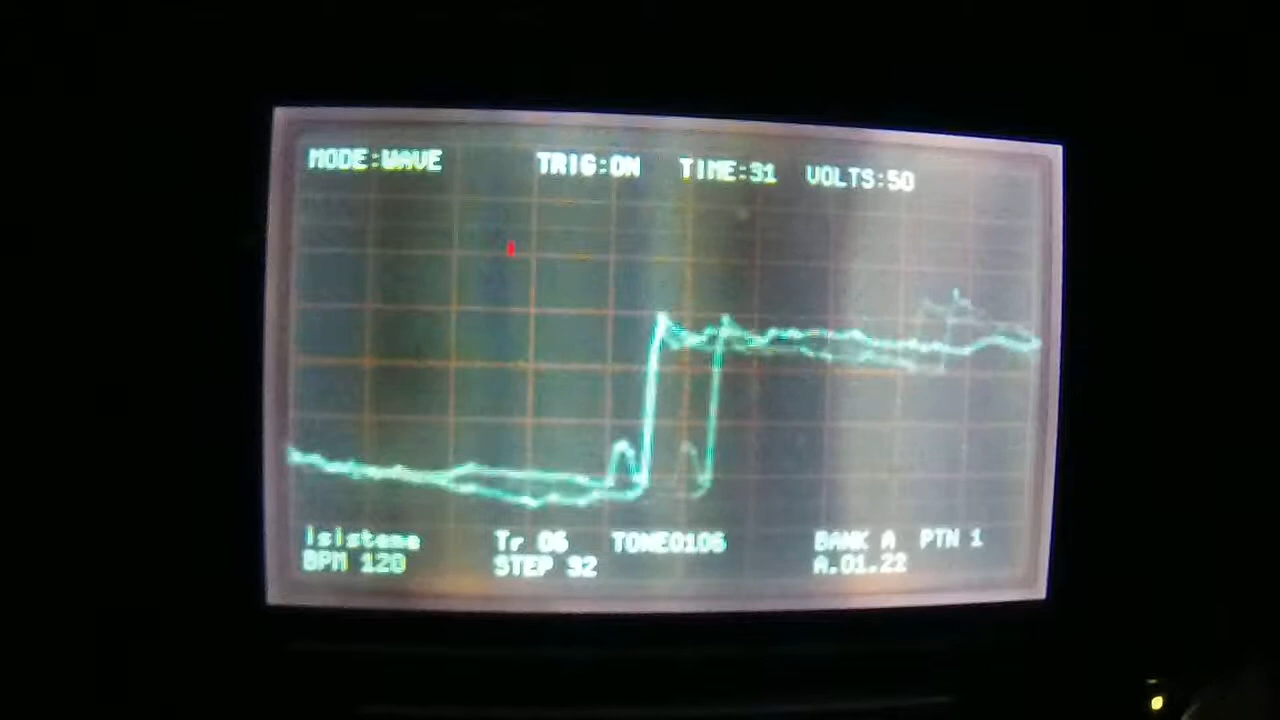 MODE:WAVE TRIG:ON TIME:31 VOLTS:50
isisteme Tr 06 TONE0106 BANK A PTN 1
BPM 120 STEP 32 A.01.22